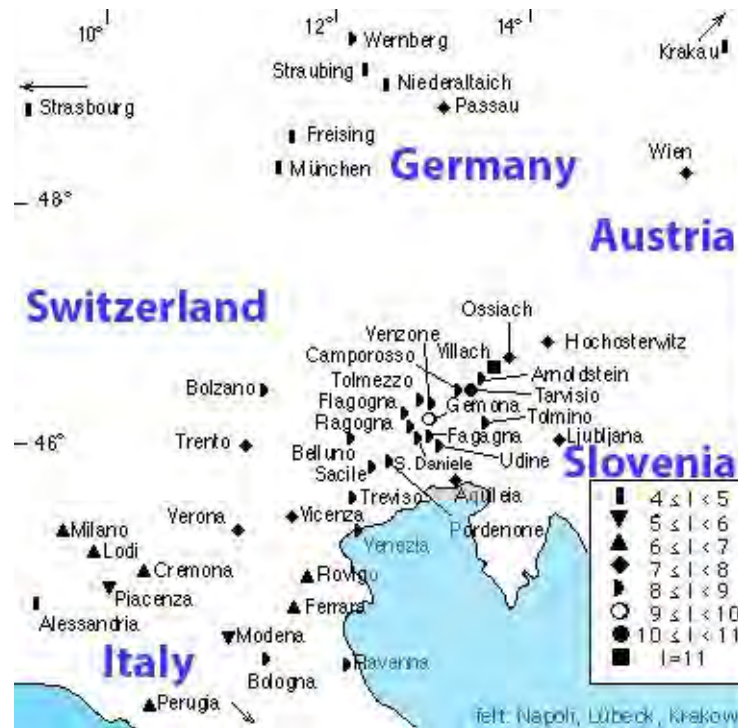 10° 12° 14°
Wernberg
Krakau
Straubing
Niederaltaich
Strasbourg
Passau
Freising
Wien
München
Germany
48°
Austria
Switzerland
Ossiach
Venzone
Hochosterwitz
Villach
Camporosso
Arnoldstein
Tolmezzo
Bolzano
Tarvisio
Flagogna
Gemona
Tolmino
Ragogna
46°
Trento
Fagagna
Ljubljana
Belluno
Udine
S. Daniele
Slovenia
Sacile
Treviso
Aquileia
4 ≤ I < 5
Verona
Vicenza
5 ≤ I < 6
Milano
Pordenone
6 ≤ I < 7
Venezia
Lodi
7 ≤ I < 8
Cremona
Rovigo
8 ≤ I < 9
Piacenza
9 ≤ I < 10
Ferrara
Alessandria
10 ≤ I < 11
Modena
I=11
Italy
Ravanna
Bologna
Perugia
felt: Napoli, Lübeck, Krakow